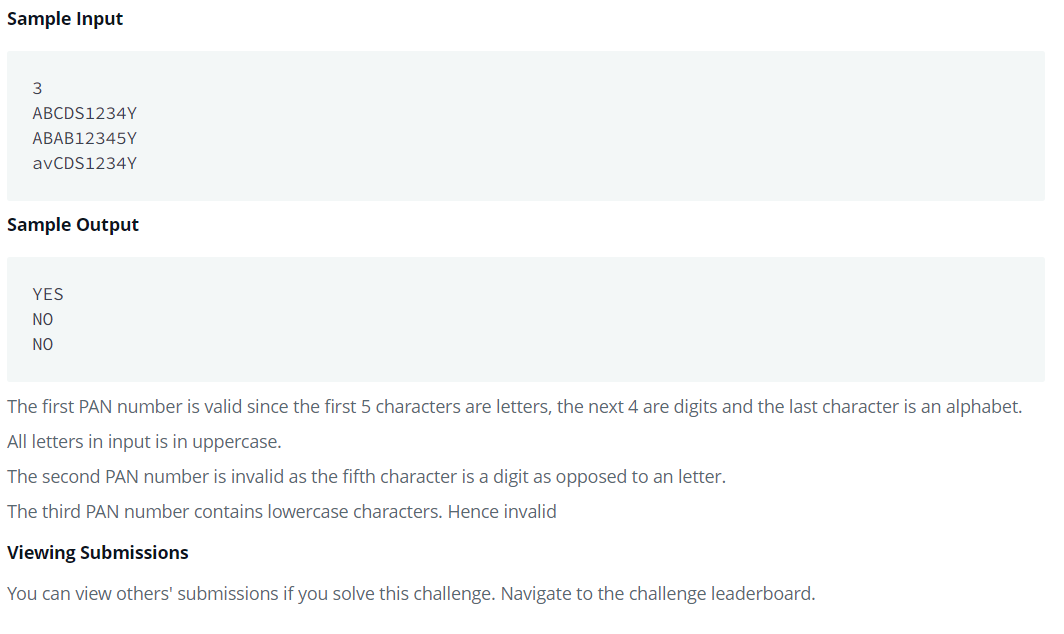 Sample Input
3
ABCDS1234Y
ABAB12345Y
avCDS1234Y
Sample Output
YES
NO
NO
The first PAN number is valid since the first 5 characters are letters, the next 4 are digits and the last character is an alphabet.
All letters in input is in uppercase.
The second PAN number is invalid as the fifth character is a digit as opposed to an letter.
The third PAN number contains lowercase characters. Hence invalid
Viewing Submissions
You can view others' submissions if you solve this challenge. Navigate to the challenge leaderboard.